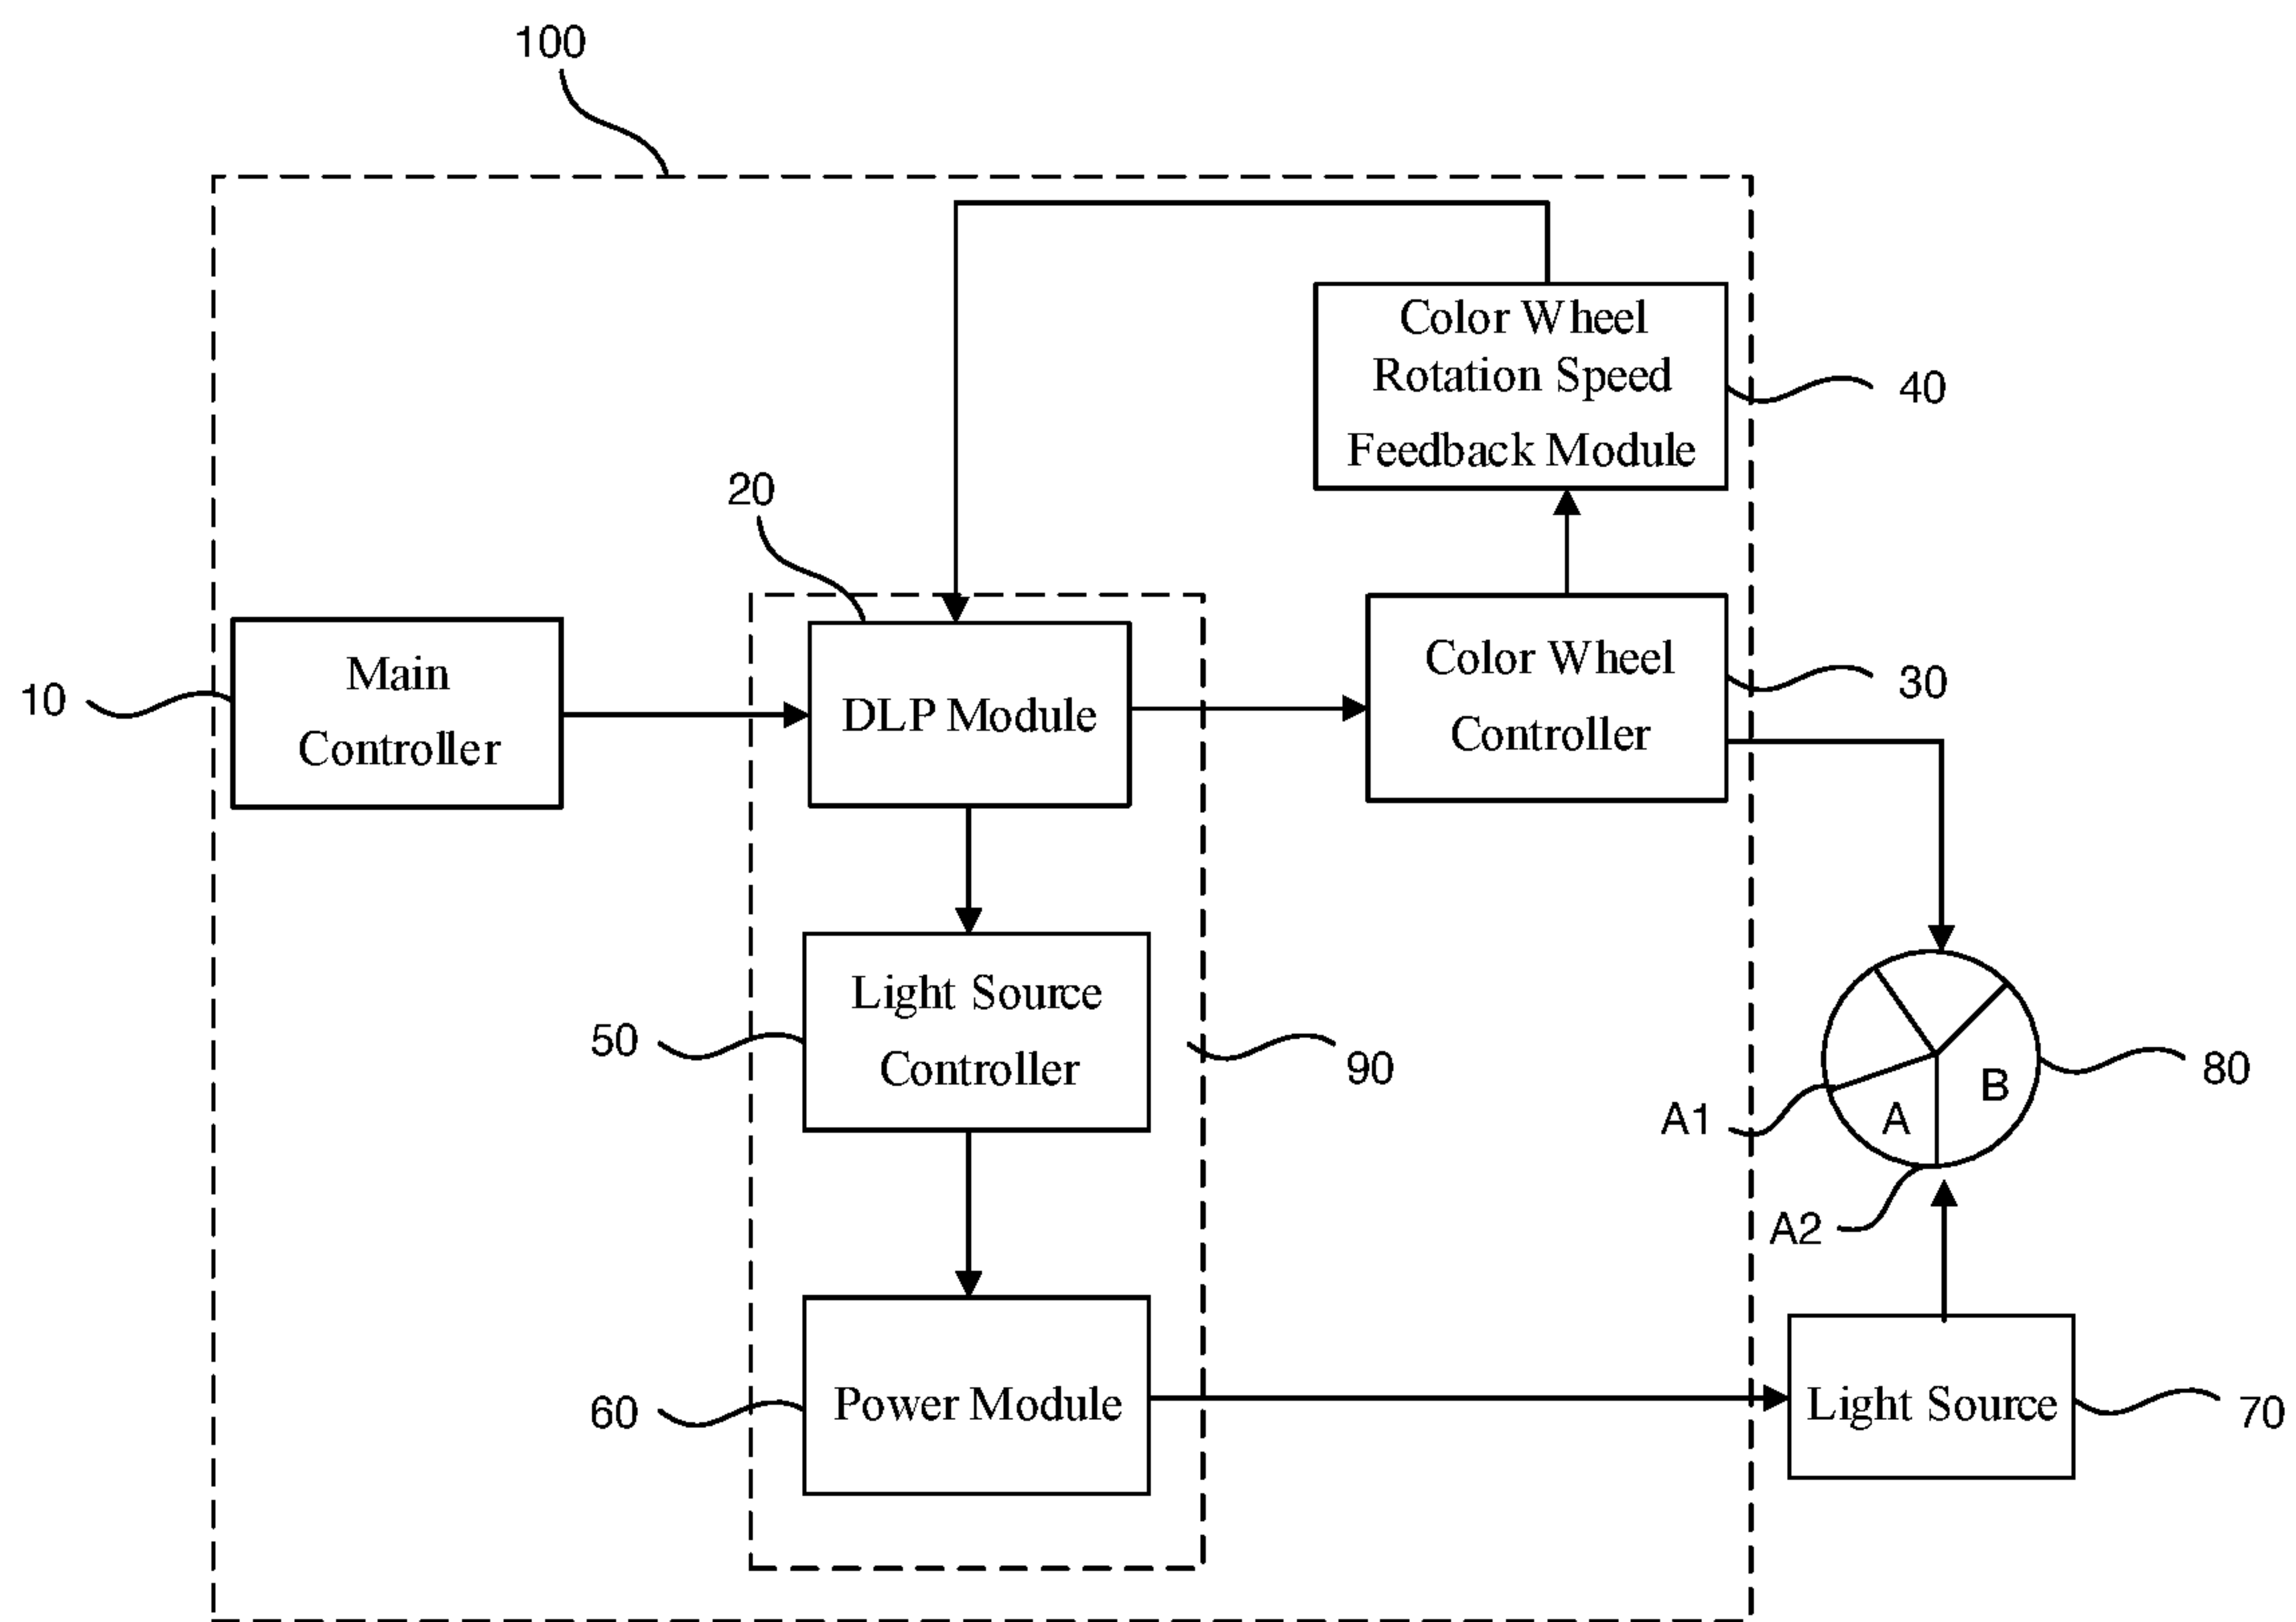 100
Color Wheel
Rotation Speed
Feedback Module
40
20
Main
Controller
10
DLP Module
Color Wheel
Controller
30
Light Source
Controller
50
90
80
A1
A
B
A2
Power Module
60
Light Source
70